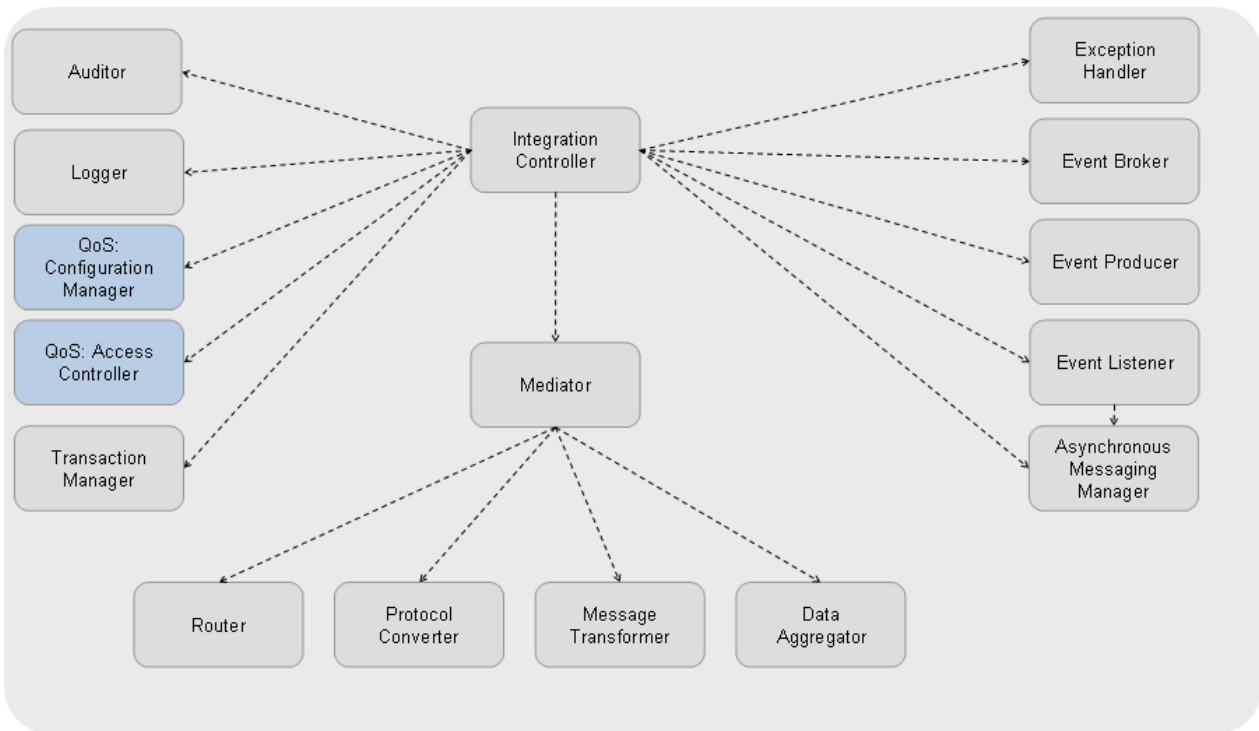 Auditor
Logger
QoS:
Configuration
Manager
QoS: Access
Controller
Transaction
Manager
Integration
Controller
Mediator
Router
Protocol
Converter
Message
Transformer
Data
Aggregator
Exception
Handler
Event Broker
Event Producer
Event Listener
Asynchronous
Messaging
Manager